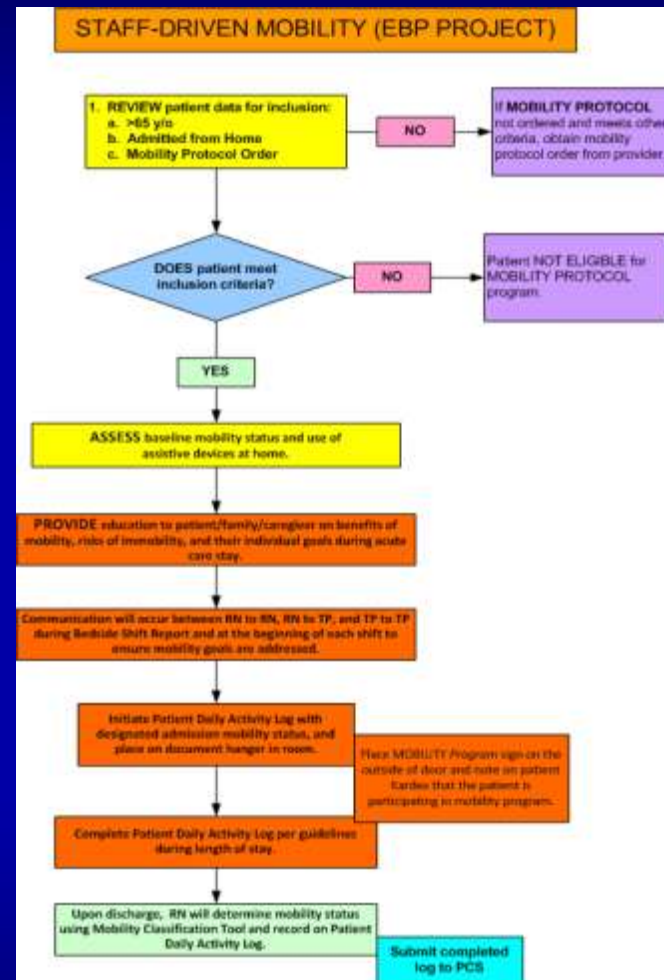 STAFF-DRIVEN MOBILITY (EBP PROJECT)
1. REVIEW patient data for inclusion:
a. >65 y/o
b. Admitted from Home
c. Mobility Protocol Order
NO
If MOBILITY PROTOCOL
not ordered and meets other
criteria, obtain mobility
protocol order from provider.
DOES patient meet
inclusion criteria?
NO
Patient NOT ELIGIBLE for
MOBILITY PROTOCOL
program.
YES
ASSESS baseline mobility status and use of
assistive devices at home.
PROVIDE education to patient/family/caregiver on benefits of
mobility, risks of immobility, and their individual goals during acute
care stay.
Communication will occur between RN to RN, RN to TP, and TP to TP
during Bedside Shift Report and at the beginning of each shift to
ensure mobility goals are addressed.
Initiate Patient Daily Activity Log with
designated admission mobility status, and
place on document hanger in room.
Place MOBILITY Program sign on the
outside of door and note on patient
Kardex that the patient is
participating in mobility program.
Complete Patient Daily Activity Log per guidelines
during length of stay.
Upon discharge, RN will determine mobility status
using Mobility Classification Tool and record on Patient
Daily Activity Log.
Submit completed
log to PCS